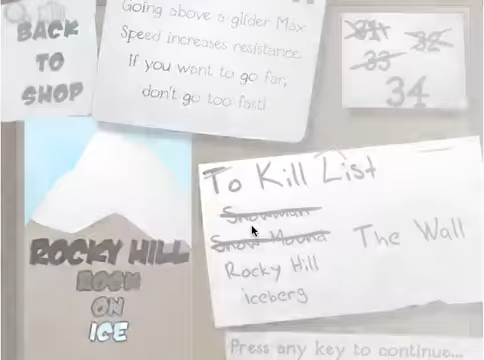 BACK
TO
SHOP
Going above a glider Max
Speed increases resistance.
If you want to go far,
don't go too fast!
31
32
33
34
To Kill List
Snowman
Snow Mound
Rocky Hill
iceberg
The Wall
ROCKY HILL
ON
ICE
Press any key to continue...